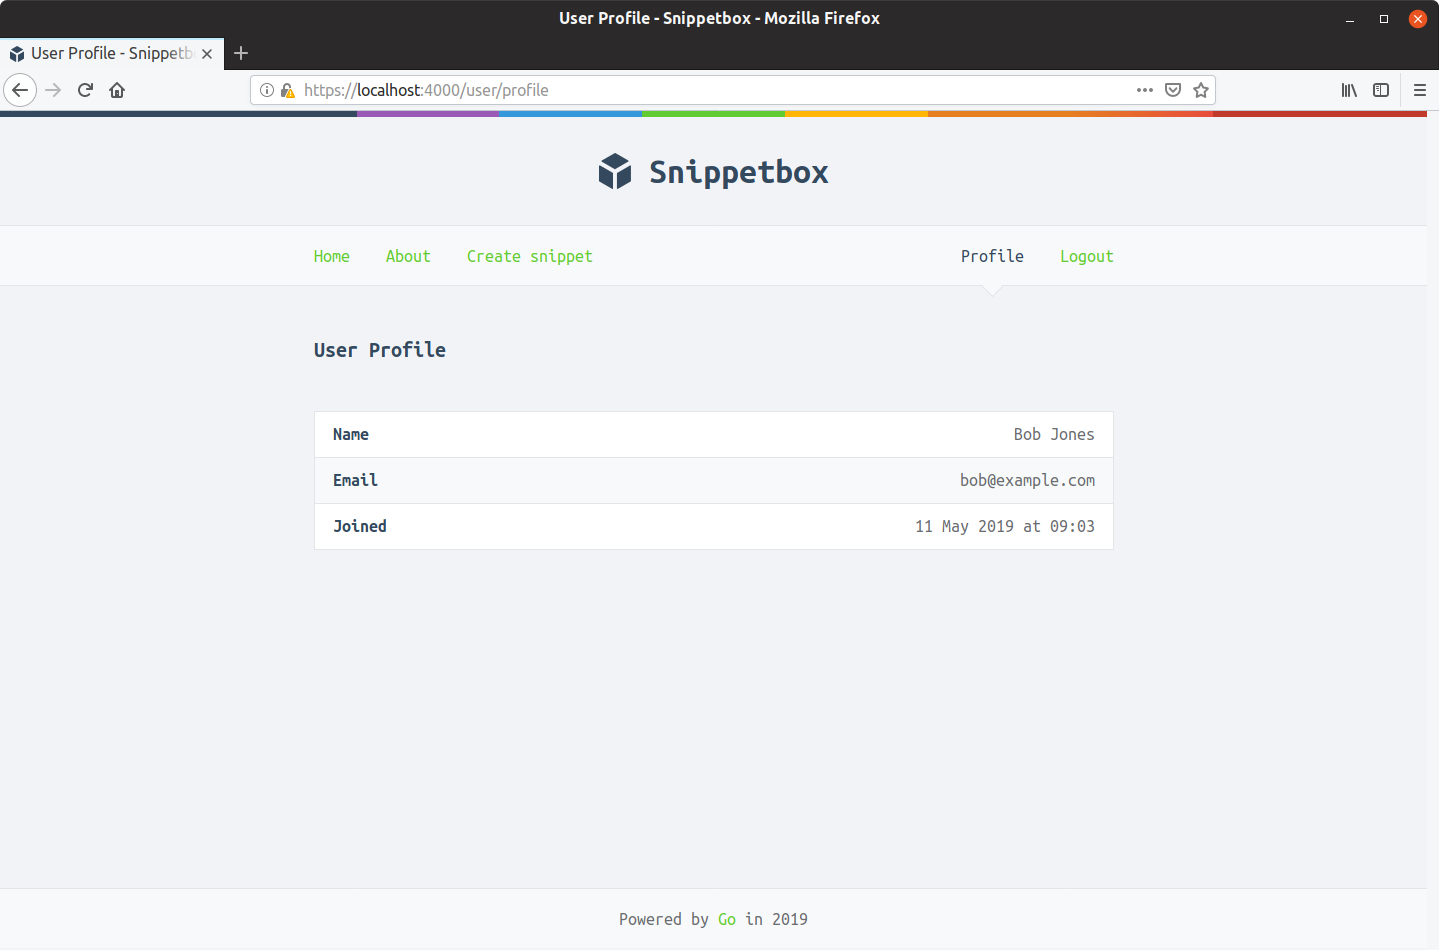 User Profile - Snippetbox - Mozilla Firefox
User Profile - Snippetb
https://localhost:4000/user/profile
Snippetbox
Home About Create snippet Profile Logout
User Profile
Name Bob Jones
Email bob@example.com
Joined 11 May 2019 at 09:03
Powered by Go in 2019